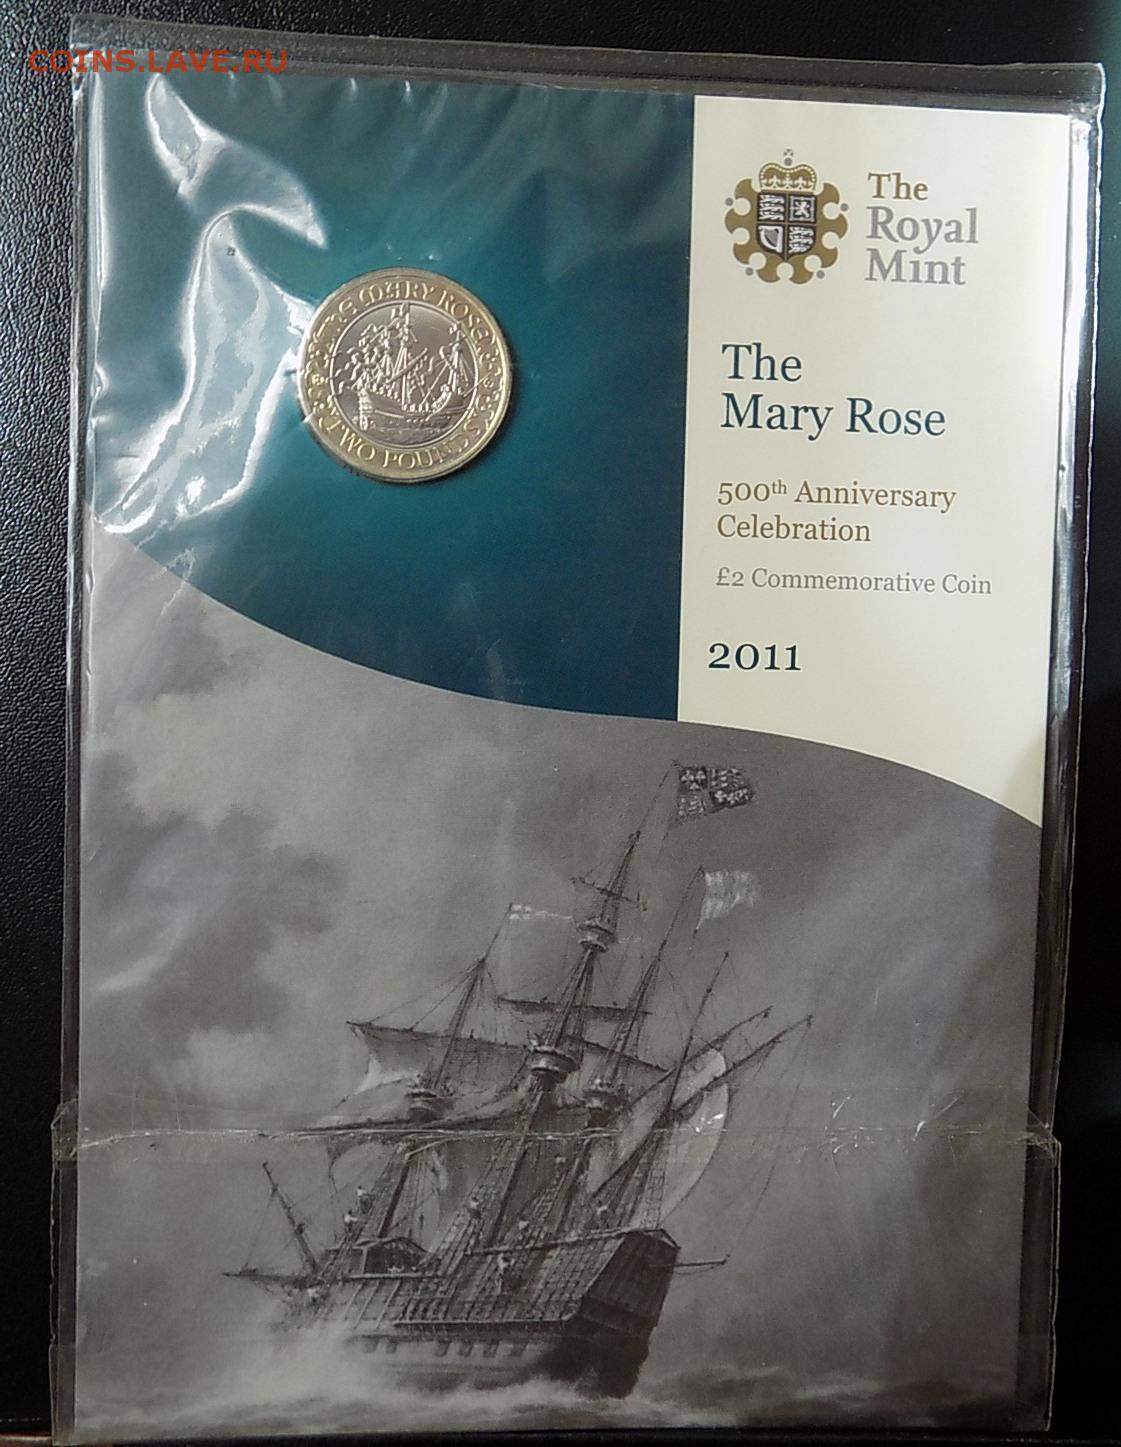 COINS.LAVE.RU
The
Royal
Mint
THE MARY ROSE
TWO POUNDS
The
Mary Rose
500th Anniversary
Celebration
£2 Commemorative Coin
2011